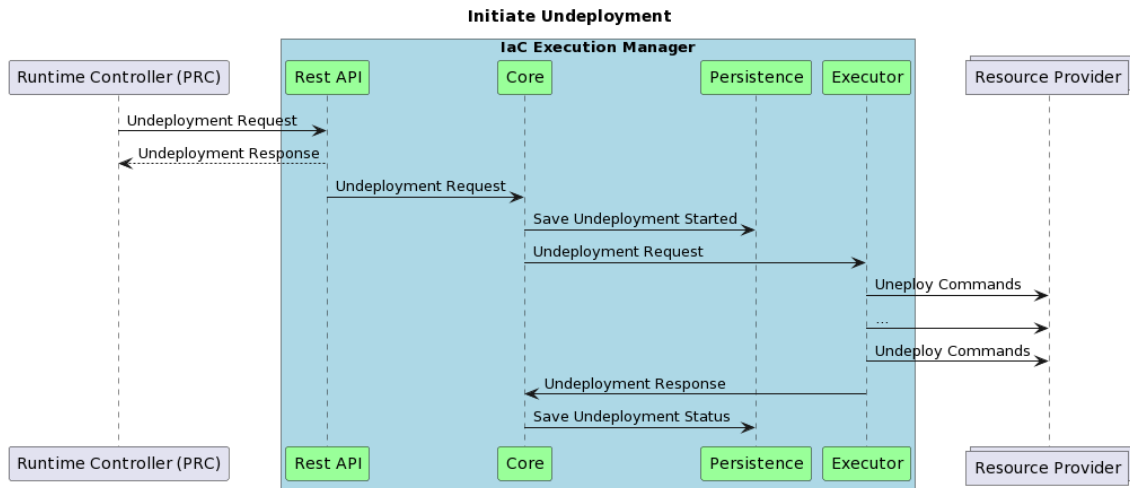 Initiate Undeployment
IaC Execution Manager
Runtime Controller (PRC)
Rest API
Core
Persistence
Executor
Resource Provider
Undeployment Request
Undeployment Response
Undeployment Request
Save Undeployment Started
Undeployment Request
Uneploy Commands
...
Undeploy Commands
Undeployment Response
Save Undeployment Status
Runtime Controller (PRC)
Rest API
Core
Persistence
Executor
Resource Provider